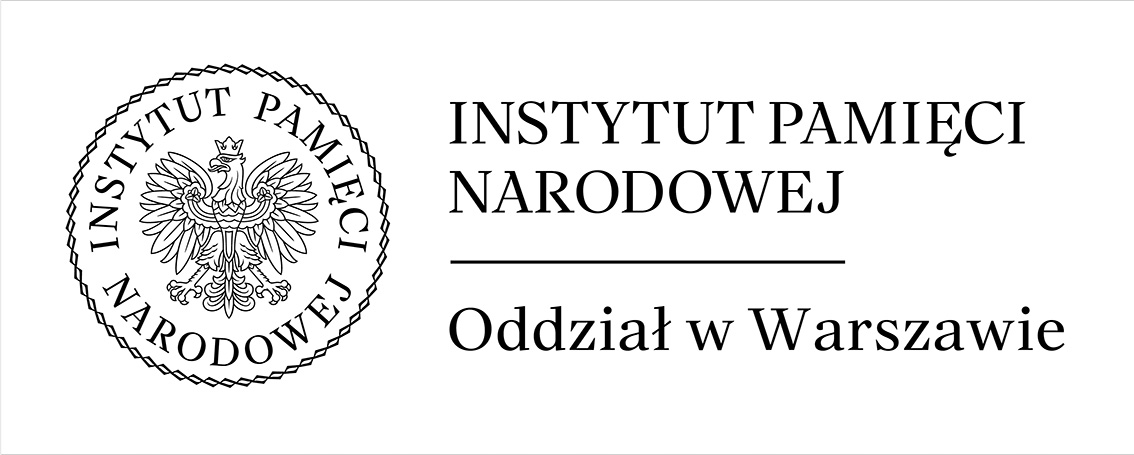 INSTYTUT PAMIĘCI
NARODOWEJ
INSTYTUT PAMIĘCI
NARODOWEJ
Oddział w Warszawie